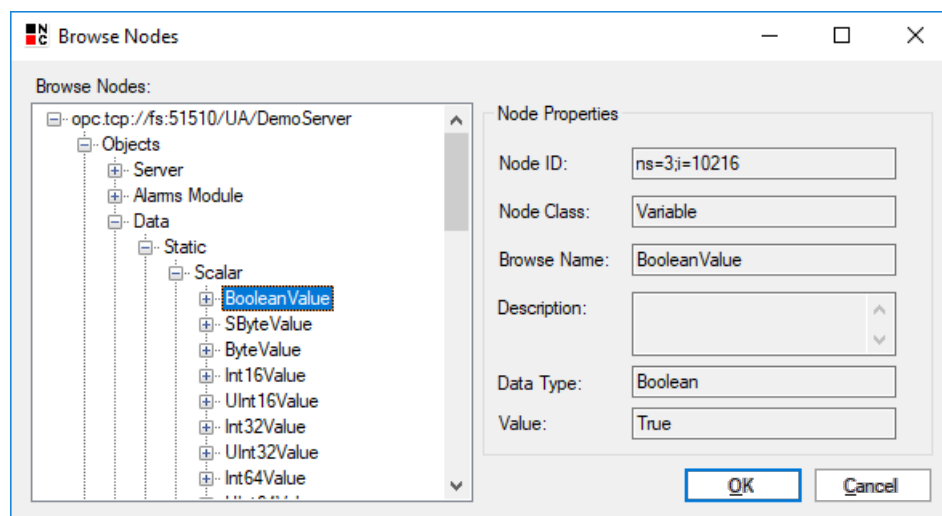 NC Browse Nodes
Browse Nodes:
opc.tcp://fs:51510/UA/DemoServer
Objects
Server
Alarms Module
Data
Static
Scalar
BooleanValue
SByteValue
ByteValue
Int16Value
UInt16Value
Int32Value
UInt32Value
Int64Value
Node Properties
Node ID: ns=3;i=10216
Node Class: Variable
Browse Name: BooleanValue
Description:
Data Type: Boolean
Value: True
OK Cancel